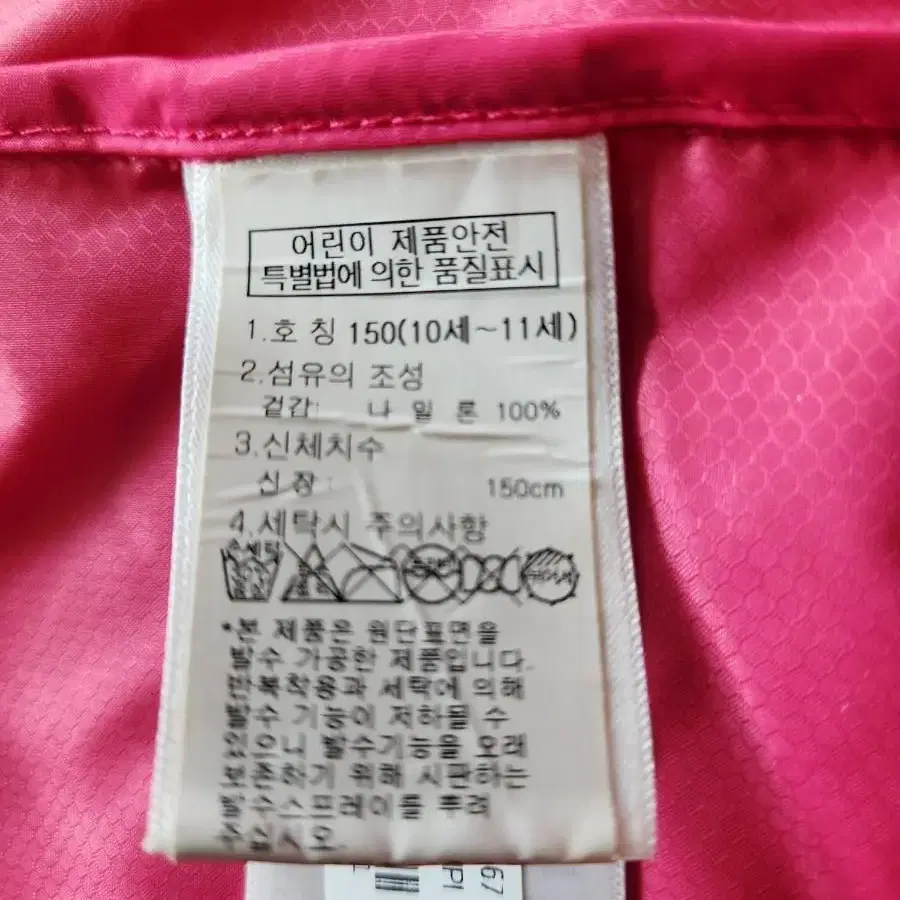 어린이 제품안전
특별법에 의한 품질표시
1.호 칭 150(10세~11세)
2.섬유의 조성
겉감: 나 일 론 100%
3.신체치수
신 장: 150cm
4.세탁시 주의사항
손세탁
*본 제품은 원단표면을
발수 가공한 제품입니다.
반복착용과 세탁에 의해
발수 기능이 저하될 수
있으니 발수기능을 오래
보존하기 위해 시판하는
발수스프레이를 뿌려
주십시오.
67